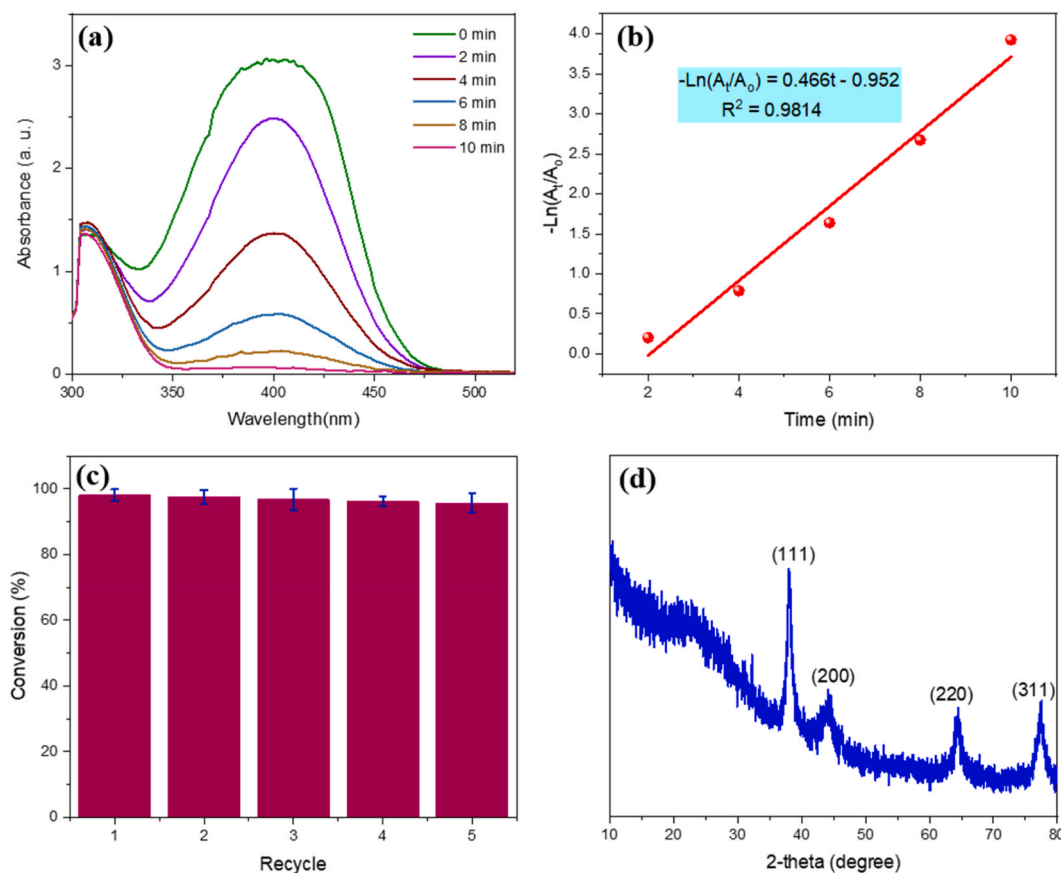 (a)
0 min
2 min
4 min
6 min
8 min
10 min
3
2
1
0
300
350
400
450
500
Absorbance (a. u.)
Wavelength(nm)
(b)
-Ln(Aₜ/Aₒ) = 0.466t - 0.952
R² = 0.9814
4.0
3.5
3.0
2.5
2.0
1.5
1.0
0.5
0.0
2
4
6
8
10
-Ln(Aₜ/Aₒ)
Time (min)
(c)
100
80
60
40
20
0
1
2
3
4
5
Conversion (%)
Recycle
(d)
(111)
(200)
(220)
(311)
10
20
30
40
50
60
70
80
2-theta (degree)